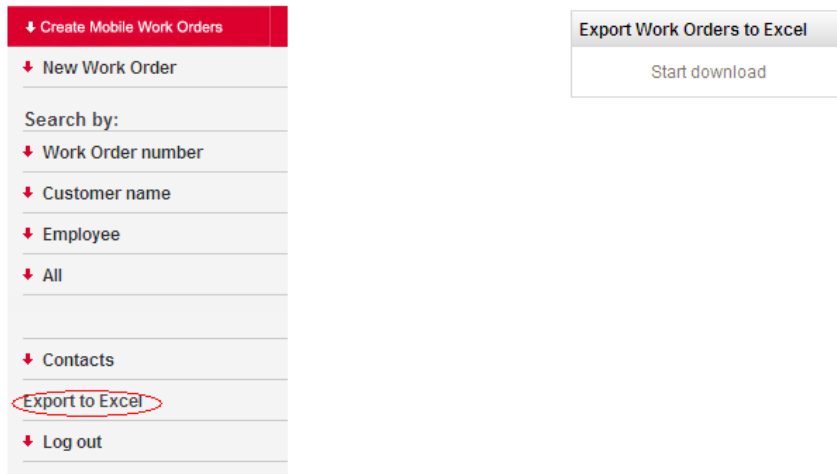 Create Mobile Work Orders
New Work Order
Search by:
Work Order number
Customer name
Employee
All
Contacts
Export to Excel
Log out
Export Work Orders to Excel
Start download